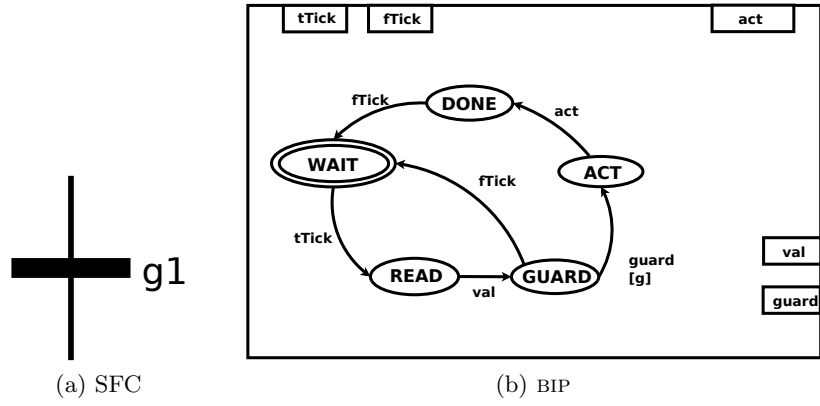 tTick fTick act
DONE
fTick act
WAIT ACT
fTick
tTick
READ val GUARD
guard
[g]
val
guard
g1
(a) SFC (b) BIP